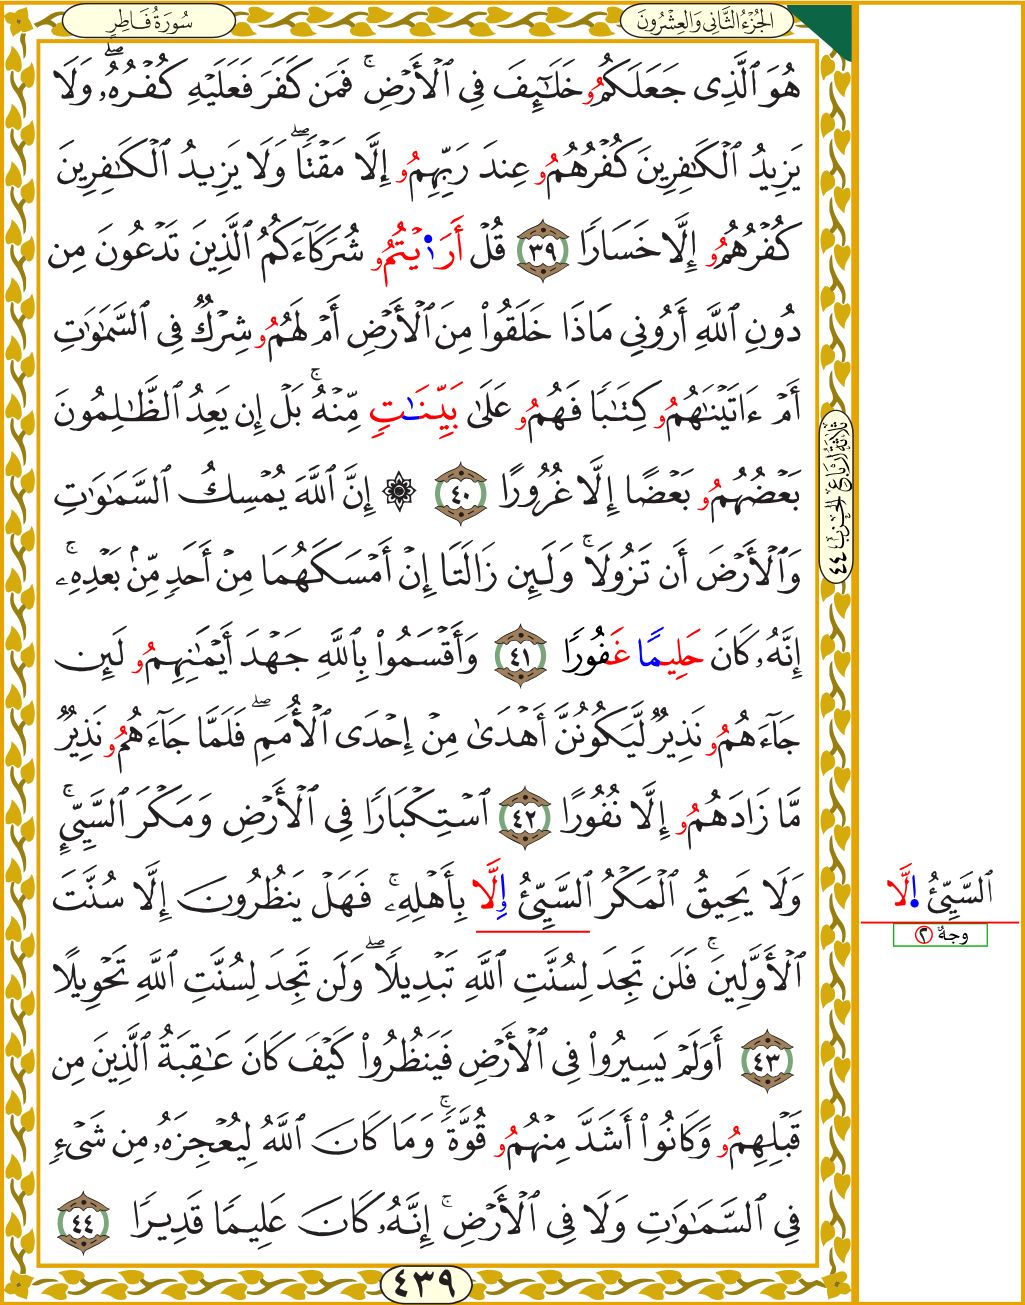 الجُزْءُ الثَّانِي وَالعِشْرُونَ
سُورَةُ فَاطِرٍ
هُوَ ٱلَّذِى جَعَلَكُمُۥ خَلَـٰٓئِفَ فِى ٱلۡأَرۡضِۚ فَمَن كَفَرَ فَعَلَيۡهِ كُفۡرُهُۥۖ وَلَا
يَزِيدُ ٱلۡكَـٰفِرِينَ كُفۡرُهُمُۥ عِندَ رَبِّهِمُۥ إِلَّا مَقۡتࣰاۖ وَلَا يَزِيدُ ٱلۡكَـٰفِرِينَ
كُفۡرُهُمُۥ إِلَّا خَسَارࣰا ٣٩ قُلۡ أَرَا۬يۡتُمُۥ شُرَكَآءَكُمُ ٱلَّذِينَ تَدۡعُونَ مِن
دُونِ ٱللَّهِ أَرُونِي مَاذَا خَلَقُواْ مِنَ ٱلۡأَرۡضِ أَمۡ لَهُمُۥ شِرۡكࣱ فِى ٱلسَّمَـٰوَٰتِ
أَمۡ ءَاتَيۡنَـٰهُمُۥ كِتَـٰبࣰا فَهُمُۥ عَلَىٰ بَيِّنَـٰتࣲ مِّنۡهُۚ بَلۡ إِن يَعِدُ ٱلظَّـٰلِمُونَ
بَعۡضُهُمُۥ بَعۡضًا إِلَّا غُرُورًا ٤٠ ۞ إِنَّ ٱللَّهَ يُمۡسِكُ ٱلسَّمَـٰوَٰتِ
وَٱلۡأَرۡضَ أَن تَزُولَاۚ وَلَئِن زَالَتَا إِنۡ أَمۡسَكَهُمَا مِنۡ أَحَدࣲ مِّنۢ بَعۡدِهِۦۚ
إِنَّهُۥ كَانَ حَلِيمًا غَفُورࣰا ٤١ وَأَقۡسَمُواْ بِٱللَّهِ جَهۡدَ أَيۡمَـٰنِهِمُۥ لَئِن
جَآءَهُمُۥ نَذِيرࣱ لَّيَكُونُنَّ أَهۡدَىٰ مِنۡ إِحۡدَى ٱلۡأُمَمِۖ فَلَمَّا جَآءَهُمُۥ نَذِيرࣱ
مَّا زَادَهُمُۥ إِلَّا نُفُورًا ٤٢ ٱسۡتِكۡبَارࣰا فِى ٱلۡأَرۡضِ وَمَكۡرَ ٱلسَّيِّيِٕۚ
وَلَا يَحِيقُ ٱلۡمَكۡرُ ٱلسَّيِّئُ وِلَّا بِأَهۡلِهِۦۚ فَهَلۡ يَنظُرُونَ إِلَّا سُنَّتَ
ٱلۡأَوَّلِينَۚ فَلَن تَجِدَ لِسُنَّتِ ٱللَّهِ تَبۡدِيلࣰاۖ وَلَن تَجِدَ لِسُنَّتِ ٱللَّهِ تَحۡوِيلًا
٤٣ أَوَلَمۡ يَسِيرُواْ فِى ٱلۡأَرۡضِ فَيَنظُرُواْ كَيۡفَ كَانَ عَـٰقِبَةُ ٱلَّذِينَ مِن
قَبۡلِهِمُۥ وَكَانُواْ أَشَدَّ مِنۡهُمُۥ قُوَّةࣰۚ وَمَا كَانَ ٱللَّهُ لِيُعۡجِزَهُۥ مِن شَىۡءࣲ
فِى ٱلسَّمَـٰوَٰتِ وَلَا فِى ٱلۡأَرۡضِۚ إِنَّهُۥ كَانَ عَلِيمࣰا قَدِيرࣰا ٤٤
ثلاثة أرباع الحزب ٤٤
ٱلسَّيِّئُ اِ۬لَّا
وجهٌ ٢
٤٣٩